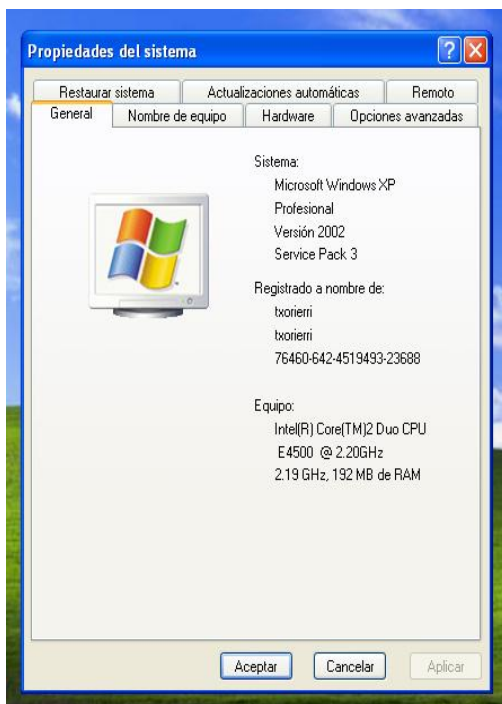 Propiedades del sistema
Restaurar sistema
Actualizaciones automáticas
Remoto
General
Nombre de equipo
Hardware
Opciones avanzadas
Sistema:
Microsoft Windows XP
Profesional
Versión 2002
Service Pack 3
Registrado a nombre de:
txorierri
txorierri
76460-642-4519493-23688
Equipo:
Intel(R) Core(TM)2 Duo CPU
E4500 @ 2.20GHz
2.19 GHz, 192 MB de RAM
Aceptar
Cancelar
Aplicar